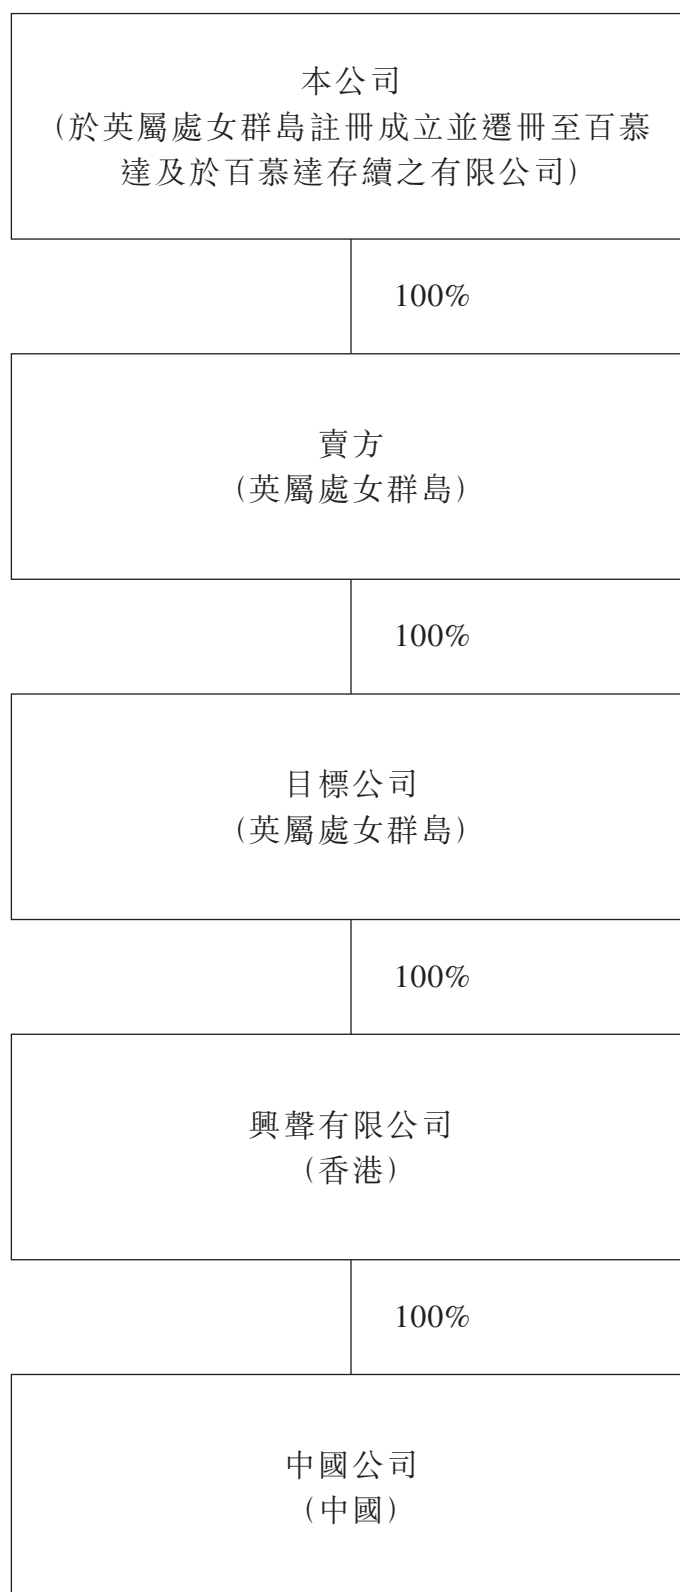 本公司
(於英屬處女群島註冊成立並遷冊至百慕
達及於百慕達存續之有限公司)
100%
賣方
(英屬處女群島)
100%
目標公司
(英屬處女群島)
100%
興聲有限公司
(香港)
100%
中國公司
(中國)